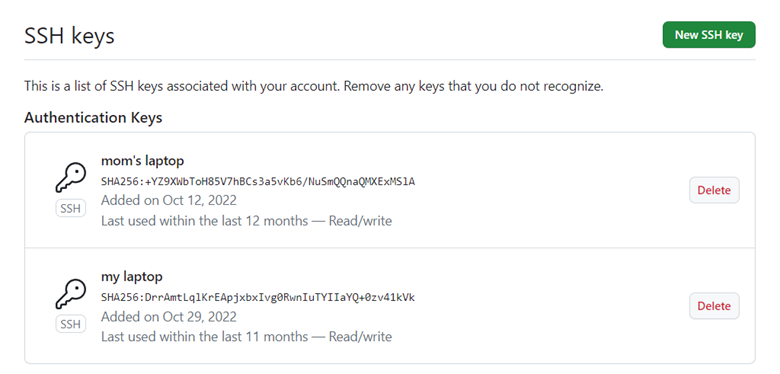 SSH keys
New SSH key
This is a list of SSH keys associated with your account. Remove any keys that you do not recognize.
Authentication Keys
mom's laptop
SHA256:+YZ9XWbToH85V7hBCs3a5vKb6/NuSmQQnaQMXExMSlA
SSH
Added on Oct 12, 2022
Last used within the last 12 months — Read/write
Delete
my laptop
SHA256:DrrAmtLqlKrEApjxbxIvg0RwnIuTYIIaYQ+0zv41kVk
SSH
Added on Oct 29, 2022
Last used within the last 11 months — Read/write
Delete